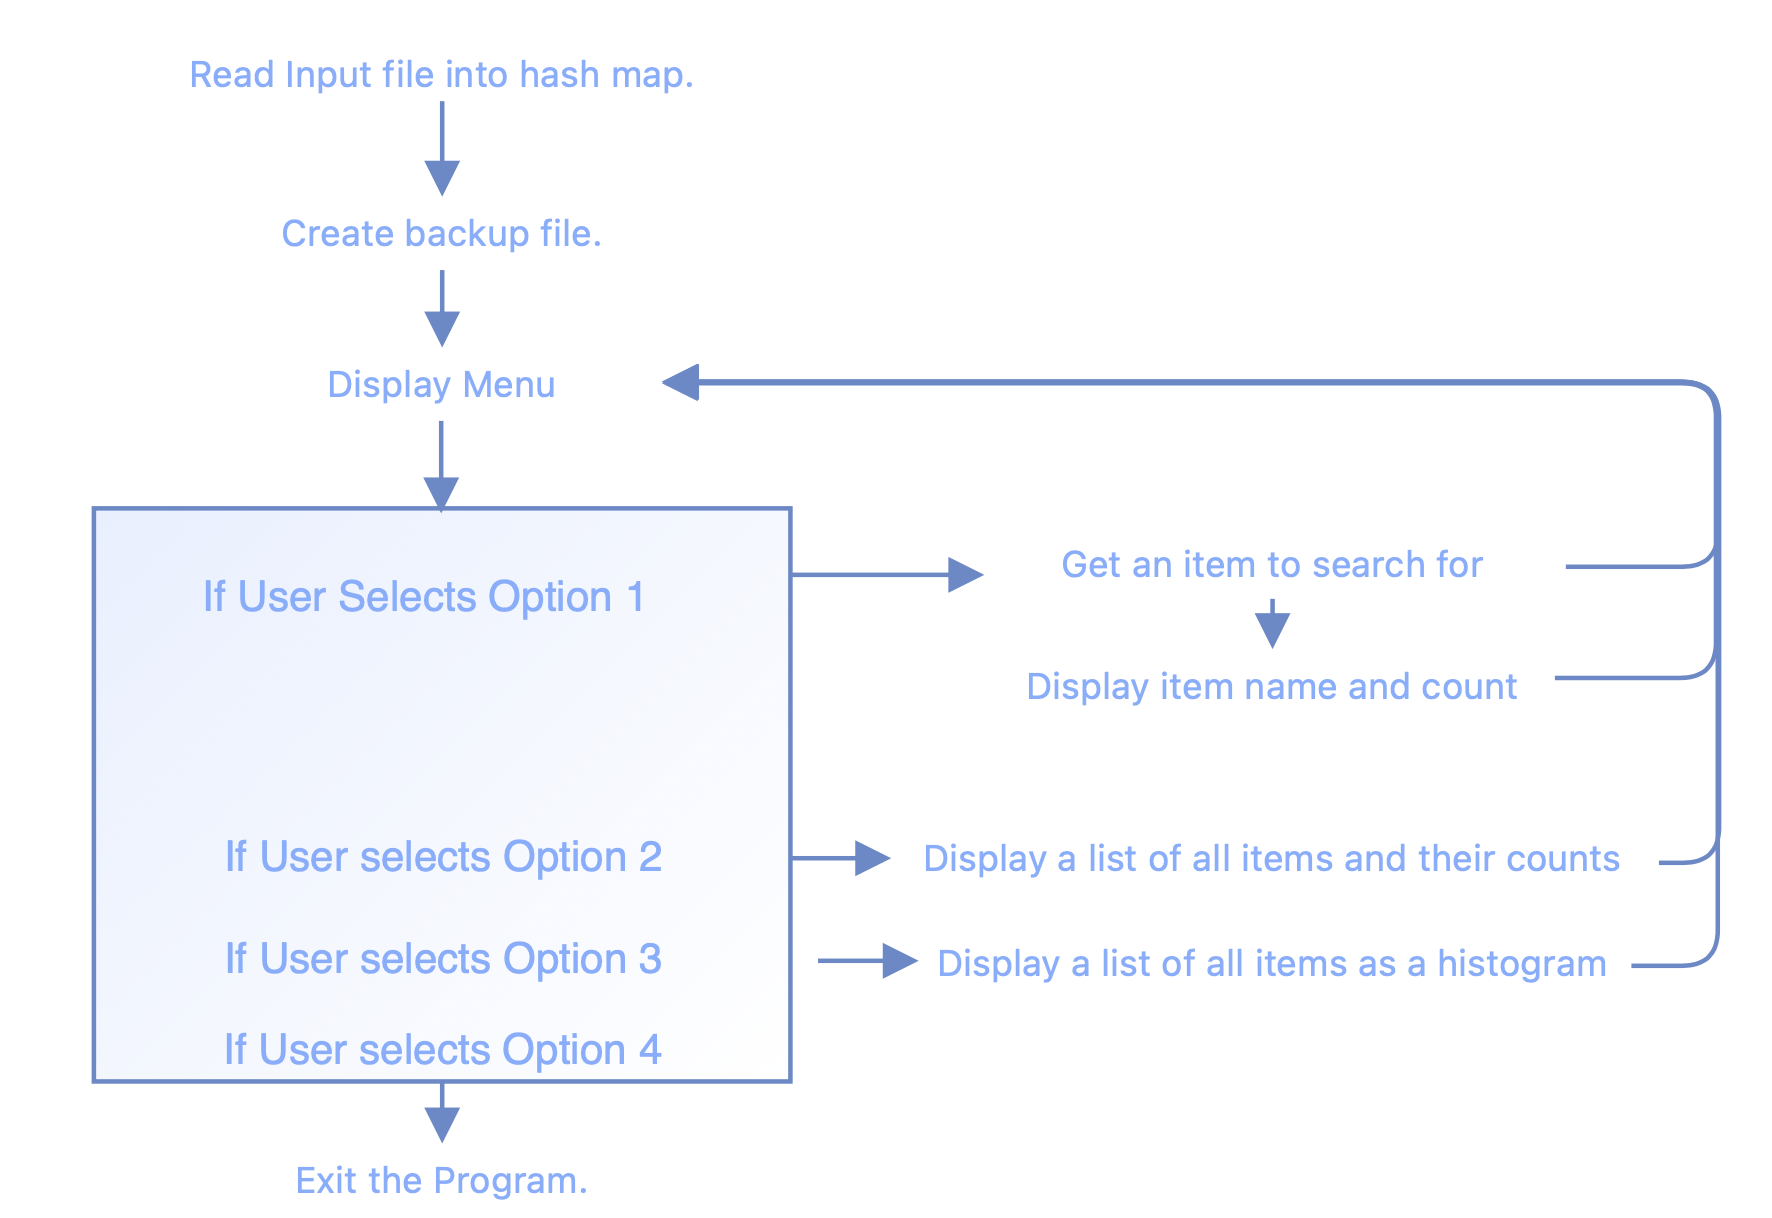 Read Input file into hash map.
Create backup file.
Display Menu
If User Selects Option 1
Get an item to search for
Display item name and count
If User selects Option 2
Display a list of all items and their counts
If User selects Option 3
Display a list of all items as a histogram
If User selects Option 4
Exit the Program.